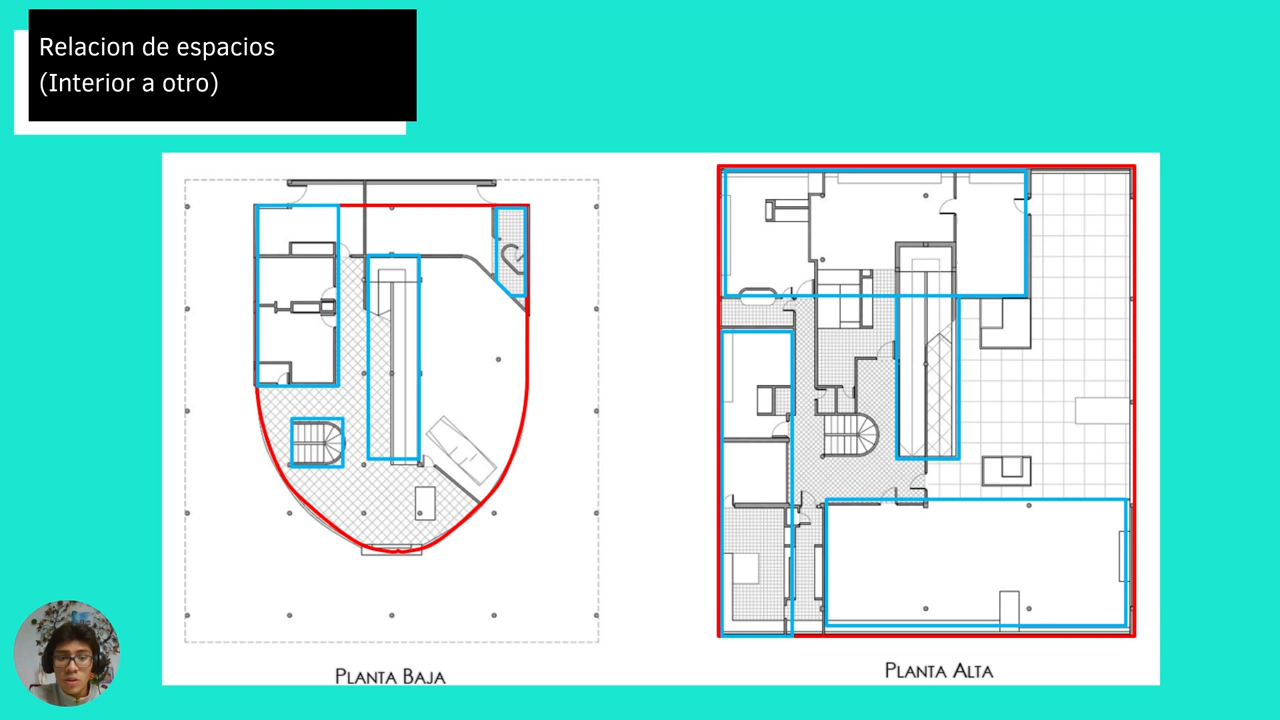 Relacion de espacios
(Interior a otro)
PLANTA BAJA
PLANTA ALTA